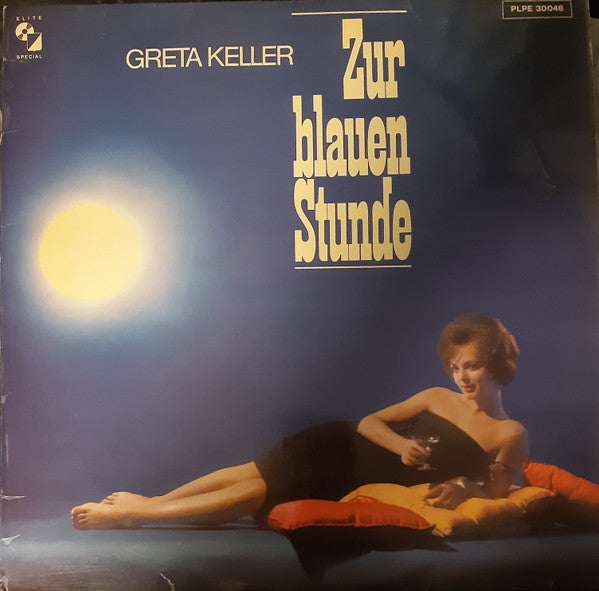 ELITE
SPECIAL
PLPE 30048
GRETA KELLER
Zur
blauen
Stunde